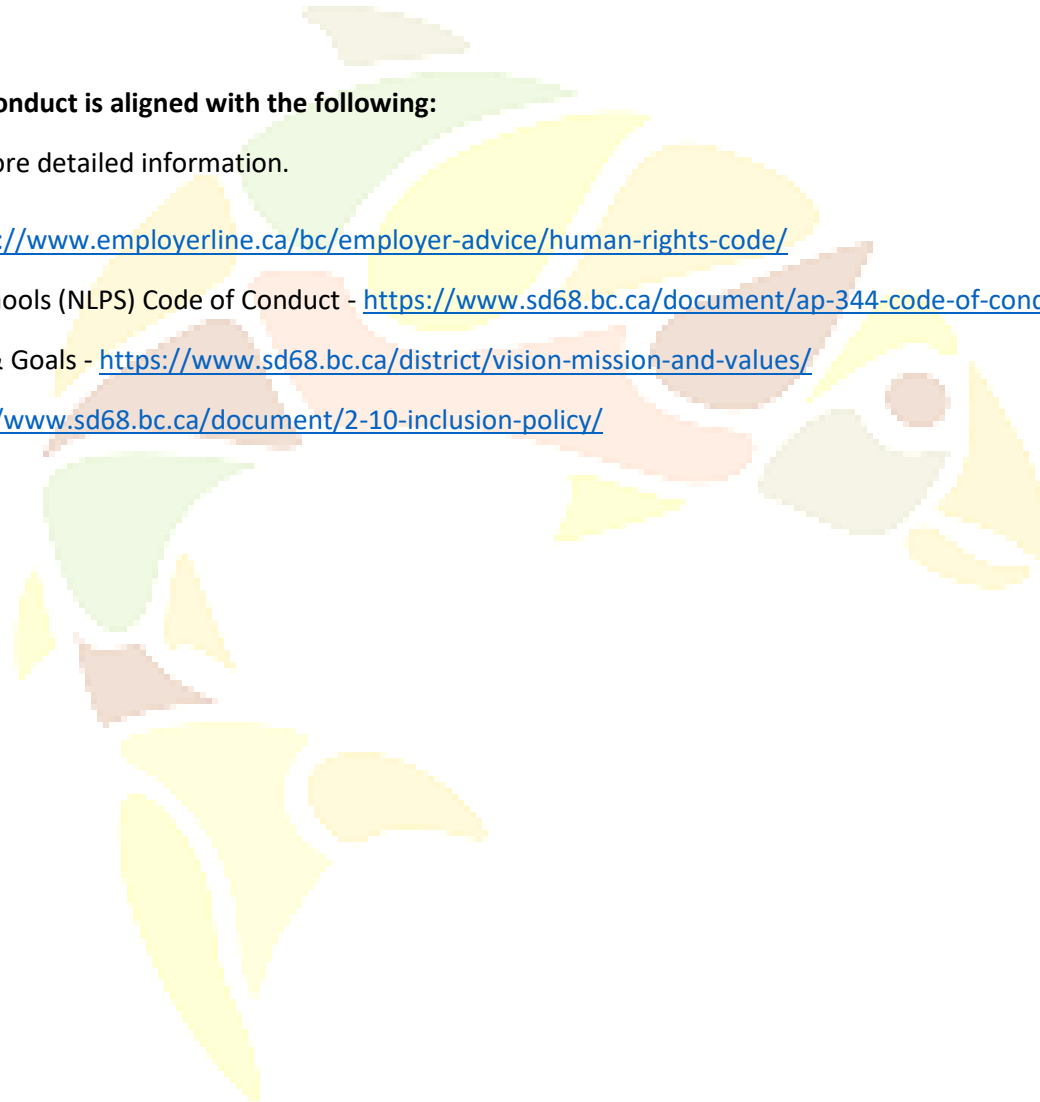 onduct is aligned with the following:
ore detailed information.
://www.employerline.ca/bc/employer-advice/human-rights-code/
hools (NLPS) Code of Conduct - https://www.sd68.bc.ca/document/ap-344-code-of-cond
& Goals - https://www.sd68.bc.ca/district/vision-mission-and-values/
/www.sd68.bc.ca/document/2-10-inclusion-policy/